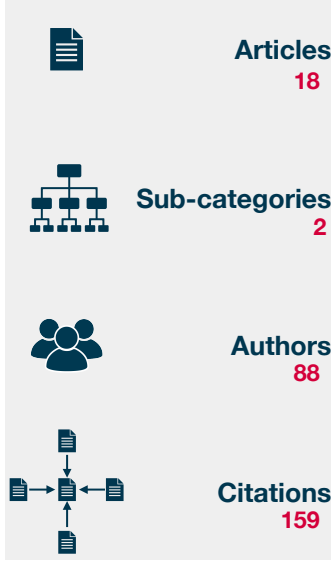 Articles
18
Sub-categories
2
Authors
88
Citations
159